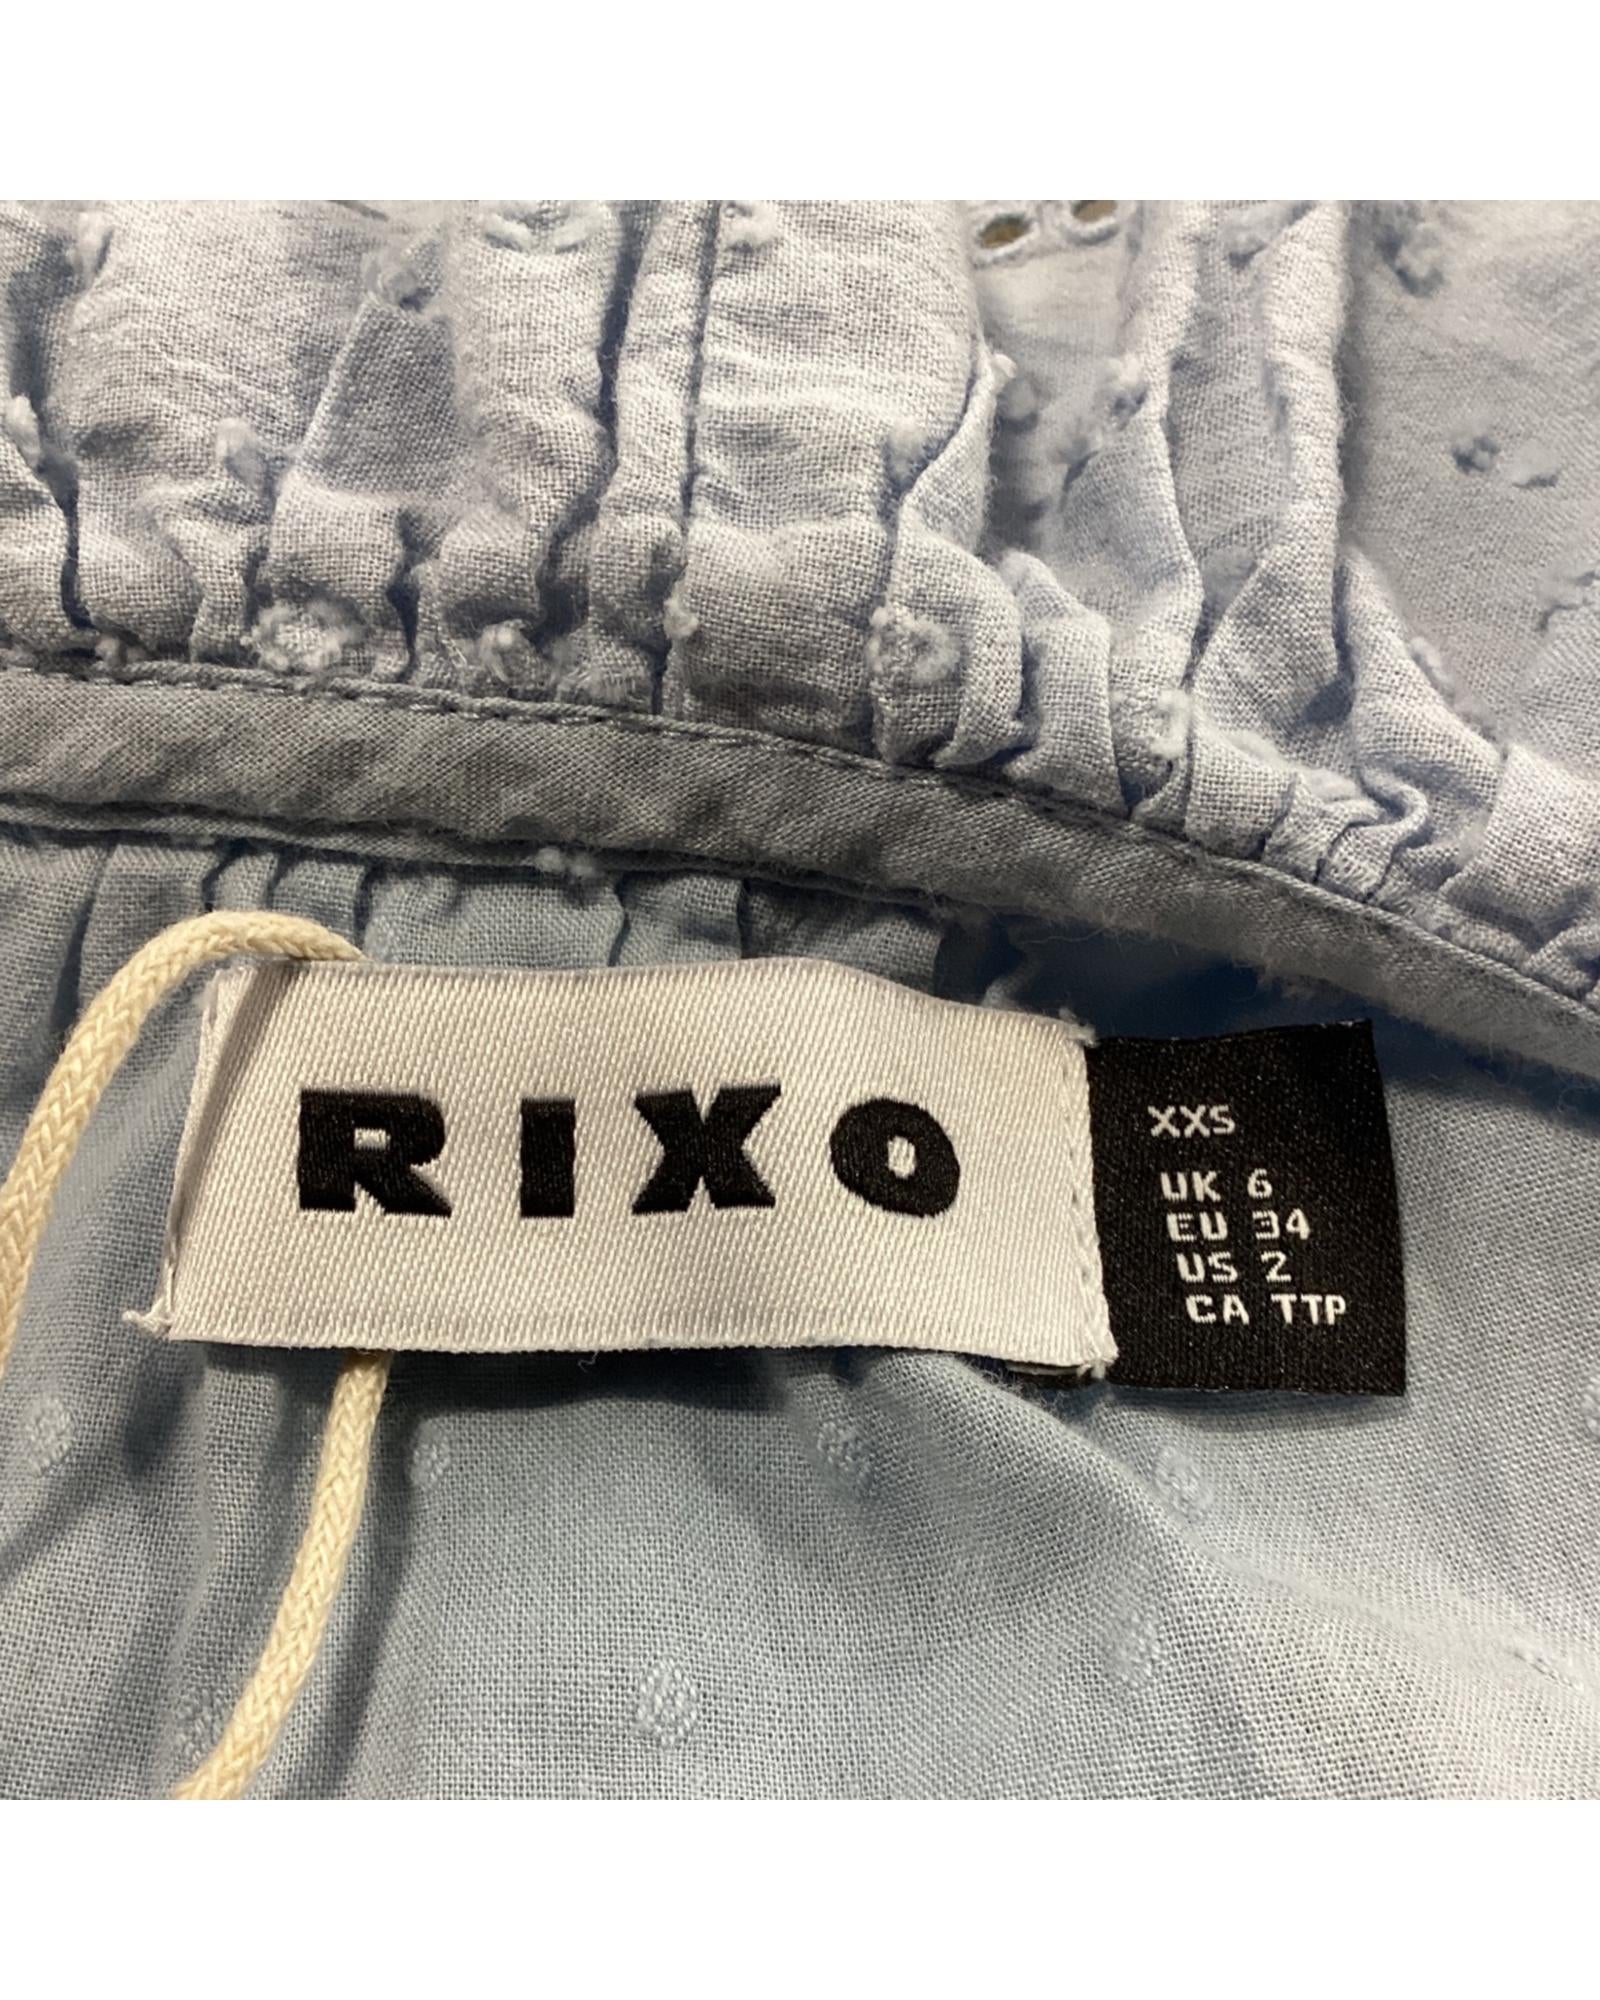 RIXO
XXS
UK 6
EU 34
US 2
CA TTP